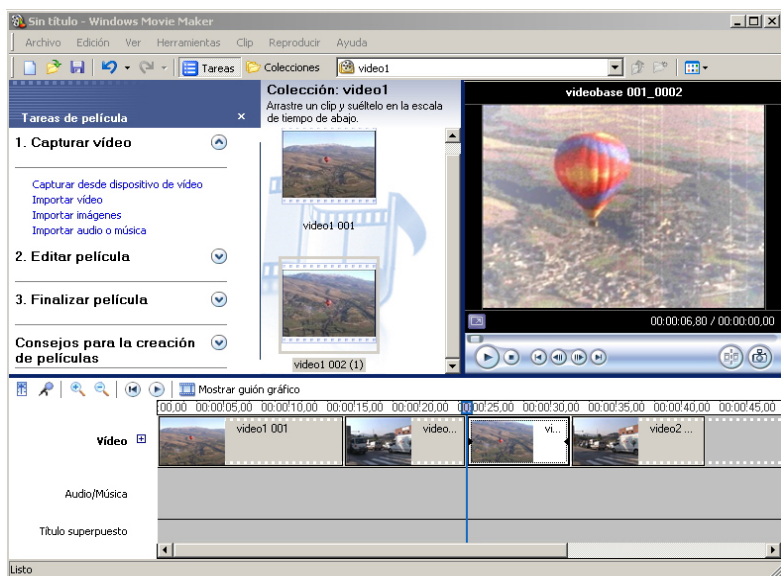 Sin título - Windows Movie Maker
Archivo Edición Ver Herramientas Clip Reproducir Ayuda
Tareas Colecciones video1
Tareas de película
1. Capturar vídeo
Capturar desde dispositivo de vídeo
Importar vídeo
Importar imágenes
Importar audio o música
2. Editar película
3. Finalizar película
Consejos para la creación
de películas
Colección: video1
Arrastre un clip y suéltelo en la escala
de tiempo de abajo.
video1 001
video1 002 (1)
videobase 001_0002
00:00:06,80 / 00:00:00,00
Mostrar guión gráfico
00:00'05,00 00:00'10,00 00:00'15,00 00:00'20,00 00:00'25,00 00:00'30,00 00:00'35,00 00:00'40,00 00:00'45,00
Vídeo video1 001 video... vi... video2 ...
Audio/Música
Título superpuesto
Listo